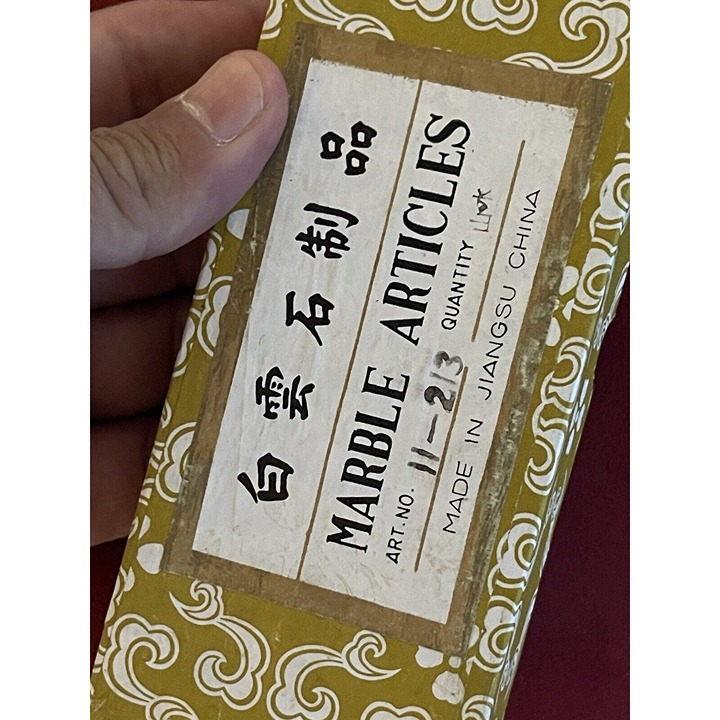 白雲石制品
MARBLE ARTICLES
ART.NO. 11-213 QUANTITY
MADE IN JIANGSU CHINA